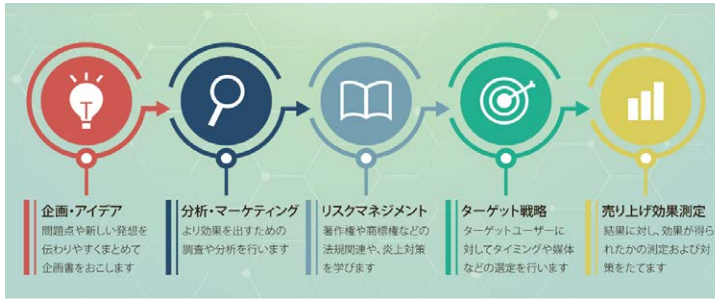 企画・アイデア
問題点や新しい発想を
伝わりやすくまとめて
企画書をおこします
分析・マーケティング
より効果を出すための
調査や分析を行います
リスクマネジメント
著作権や商標権などの
法規関連や、炎上対策
を学びます
ターゲット戦略
ターゲットユーザーに
対してタイミングや媒体
などの選定を行います
売り上げ効果測定
結果に対し、効果が得ら
れたかの測定および対
策をたてます